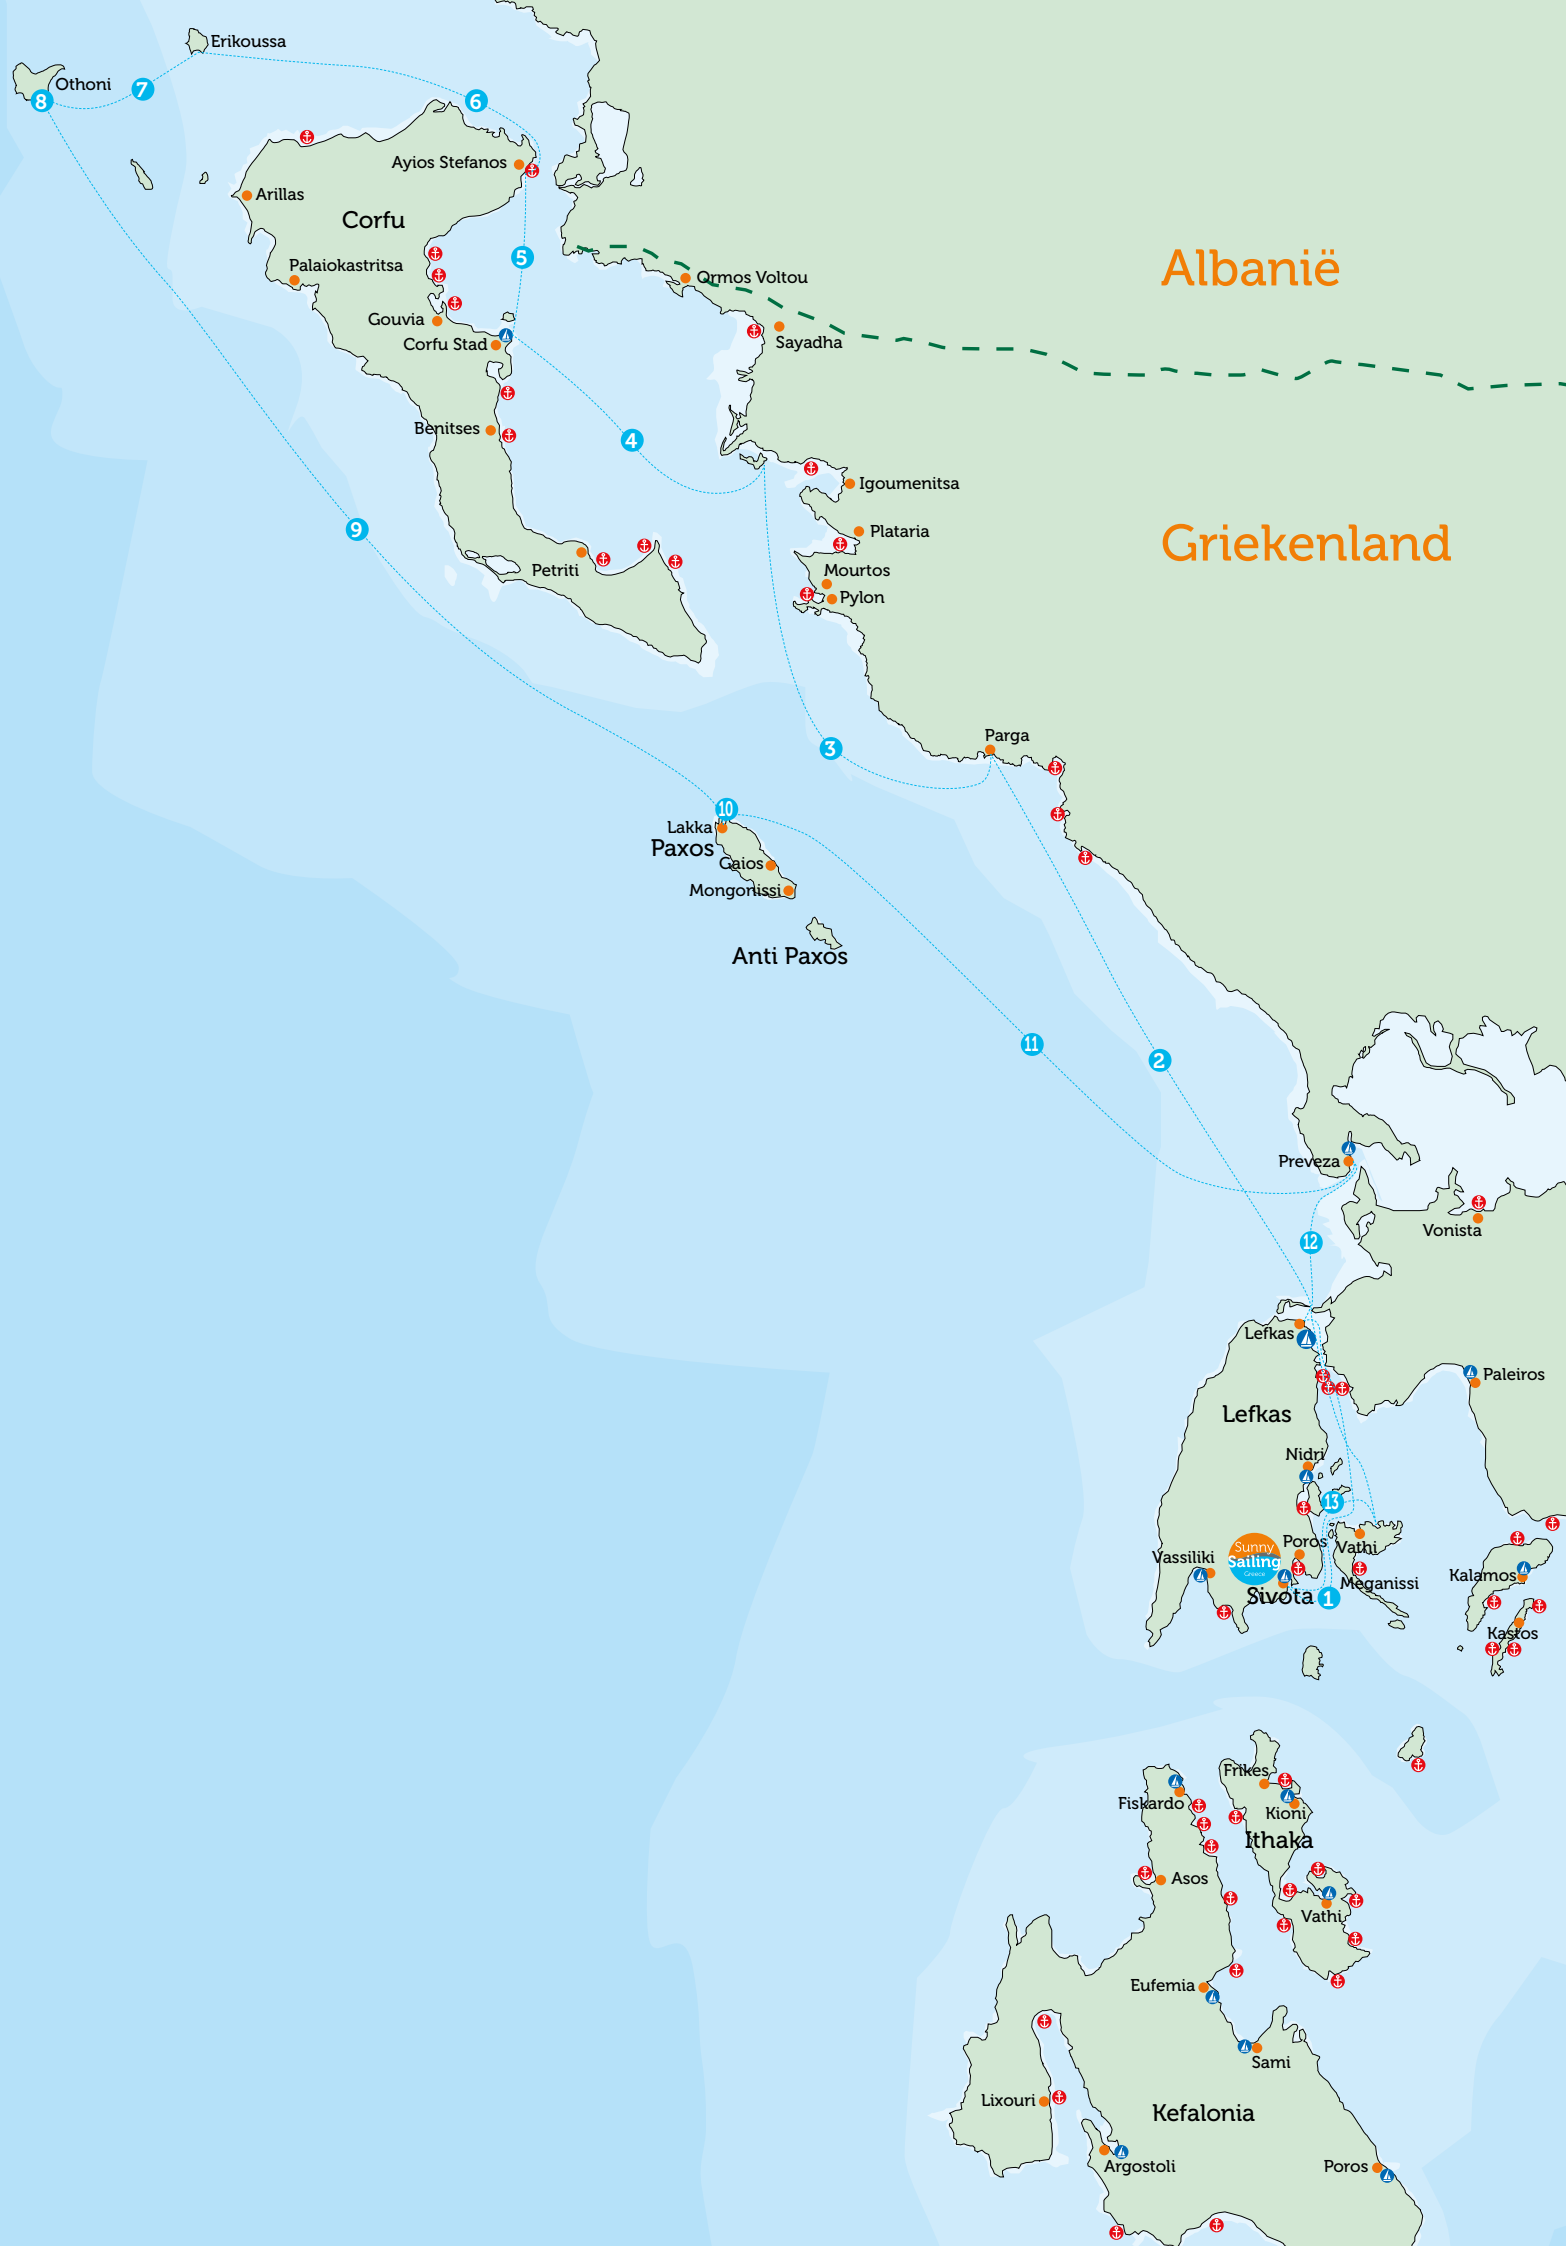 Erikoussa
Othoni
7
8
6
Ayios Stefanos
Arillas
Corfu
5
Palaiokastritsa
Albanië
Ormos Voltou
Gouvia
Corfu Stad
Sayadha
Benitses
4
Igoumenitsa
9
Plataria
Griekenland
Petriti
Mourtos
Pylon
Parga
3
10
Lakka
Paxos
Gaios
Mongonissi
Anti Paxos
11
2
Preveza
Vonista
12
Lefkas
Paleiros
Lefkas
Nidri
13
Sunny
Sailing
Greece
Poros
Vathi
Vassiliki
Meganissi
Kalamos
Sivota
1
Kastos
Frikes
Fiskardo
Kioni
Ithaka
Asos
Vathi
Eufemia
Sami
Lixouri
Kefalonia
Argostoli
Poros